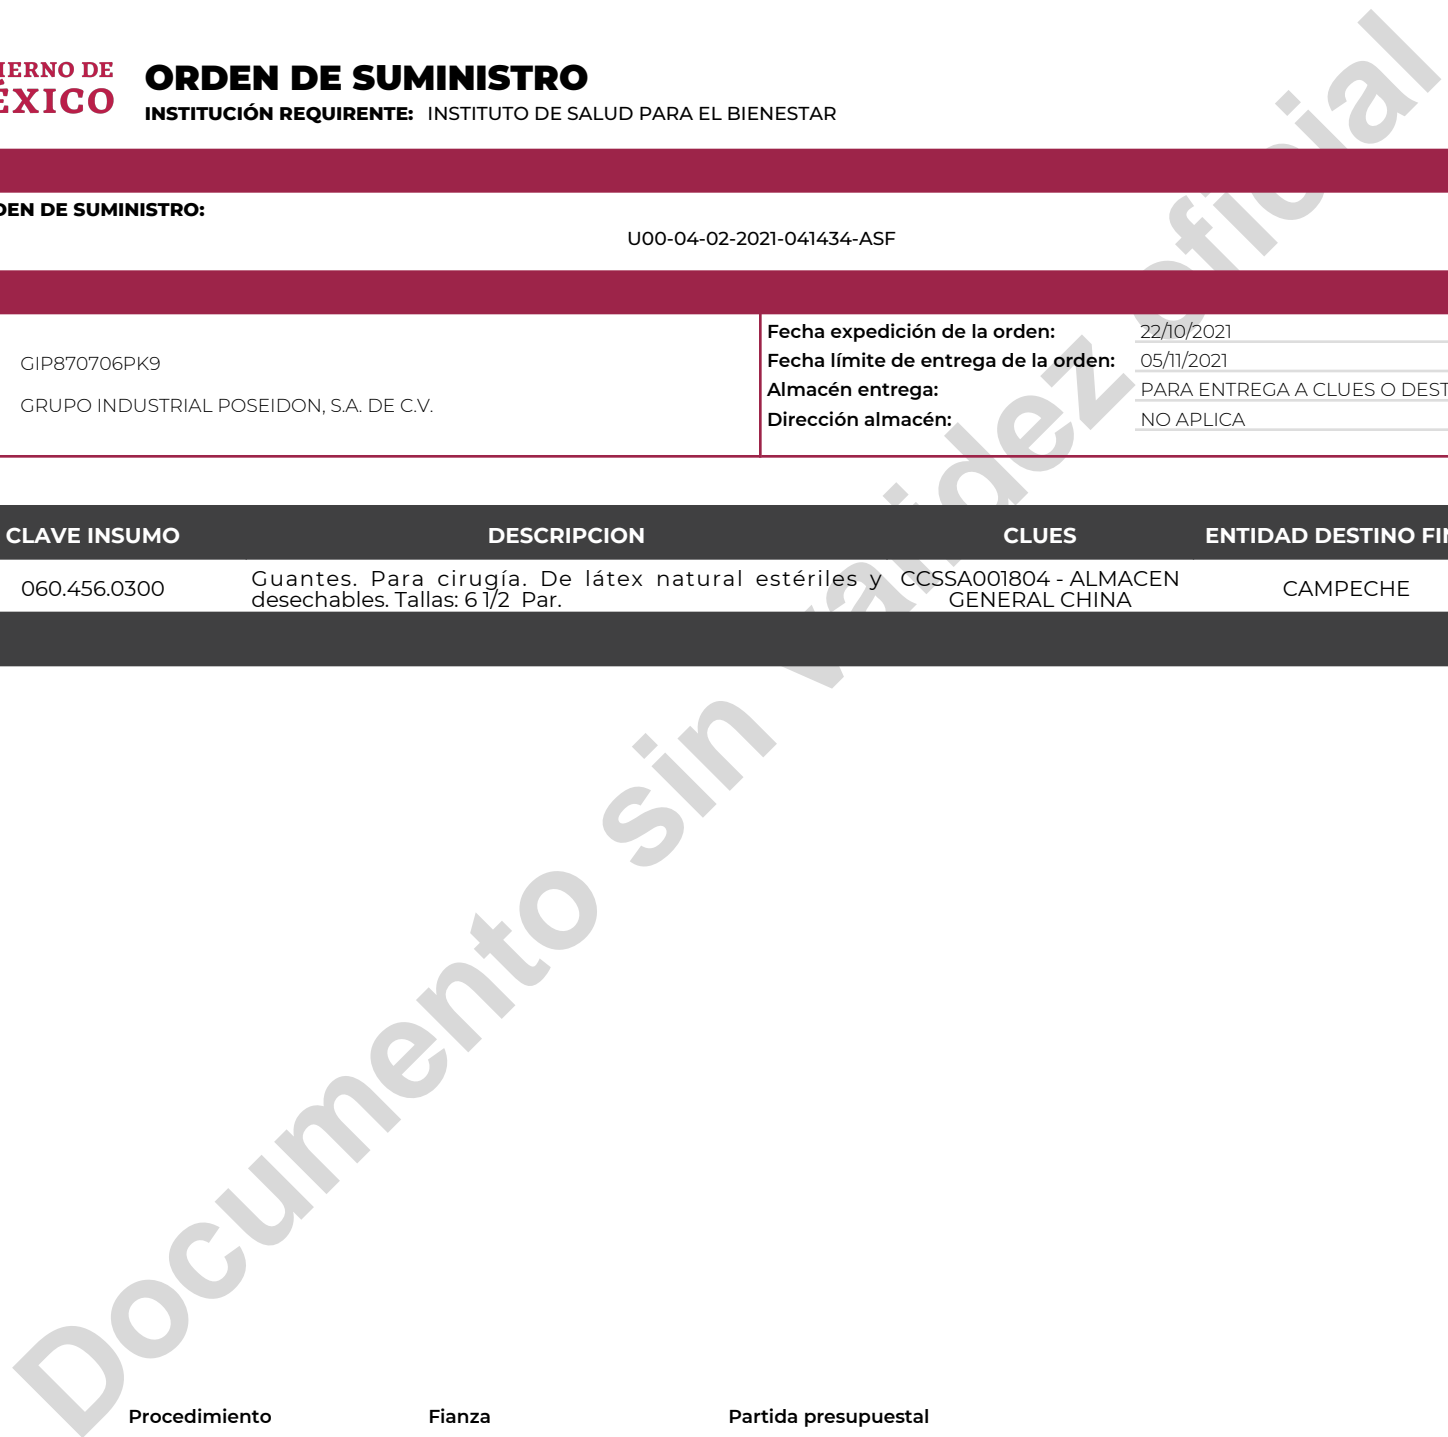 IERNO DE
ÉXICO
ORDEN DE SUMINISTRO
INSTITUCIÓN REQUIRENTE: INSTITUTO DE SALUD PARA EL BIENESTAR
DEN DE SUMINISTRO:
U00-04-02-2021-041434-ASF
GIP870706PK9
GRUPO INDUSTRIAL POSEIDON, S.A. DE C.V.
Fecha expedición de la orden: 22/10/2021
Fecha límite de entrega de la orden: 05/11/2021
Almacén entrega: PARA ENTREGA A CLUES O DEST
Dirección almacén: NO APLICA
CLAVE INSUMO DESCRIPCION CLUES ENTIDAD DESTINO FIN
060.456.0300 Guantes. Para cirugía. De látex natural estériles y CCSSA001804 - ALMACEN CAMPECHE
desechables. Tallas: 6 1/2 Par. GENERAL CHINA
Documento sin validez oficial
Procedimiento Fianza Partida presupuestal